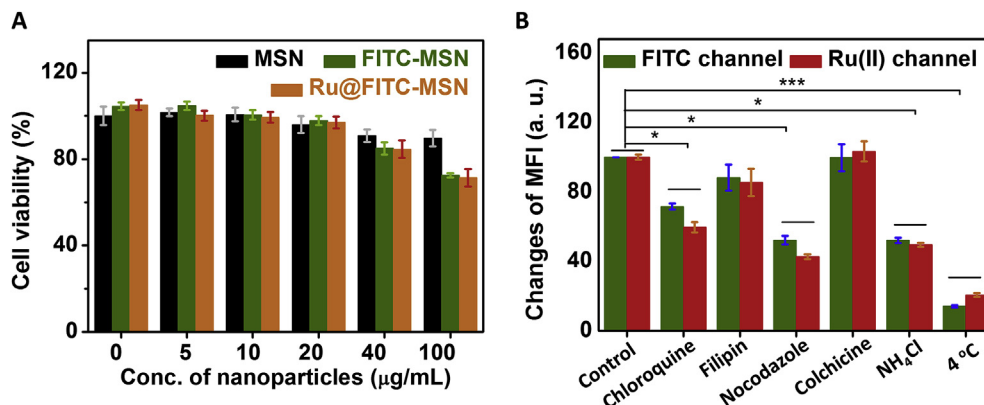 A
MSN
FITC-MSN
Ru@FITC-MSN
Cell viability (%)
120
80
40
0
0 5 10 20 40 100
Conc. of nanoparticles (μg/mL)
B
FITC channel
Ru(II) channel
***
*
*
*
Changes of MFI (a. u.)
160
120
80
40
0
Control
Chloroquine
Filipin
Nocodazole
Colchicine
NH₄Cl
4 °C